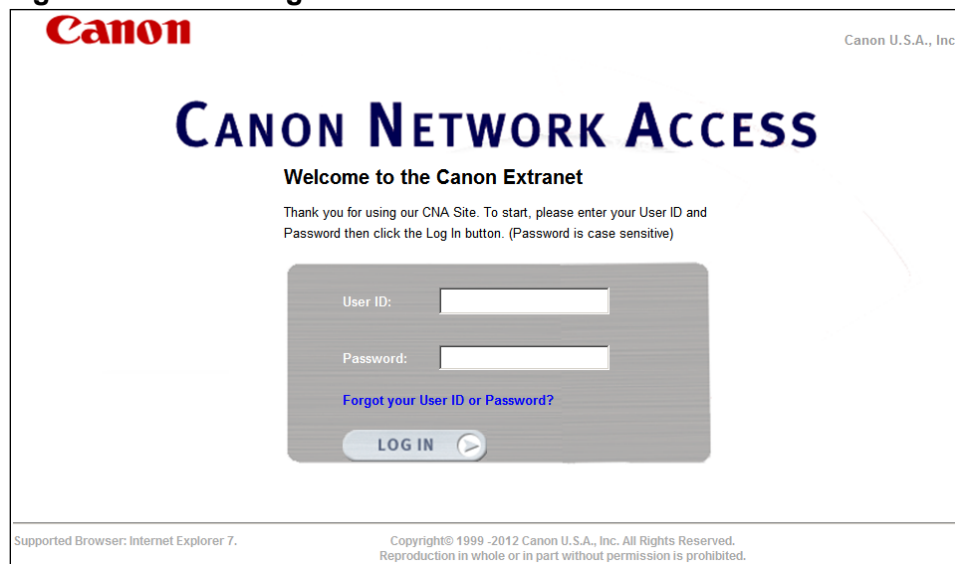 Canon
Canon U.S.A., Inc
CANON NETWORK ACCESS
Welcome to the Canon Extranet
Thank you for using our CNA Site. To start, please enter your User ID and
Password then click the Log In button. (Password is case sensitive)
User ID:
Password:
Forgot your User ID or Password?
LOG IN
Supported Browser: Internet Explorer 7.
Copyright© 1999 -2012 Canon U.S.A., Inc. All Rights Reserved.
Reproduction in whole or in part without permission is prohibited.